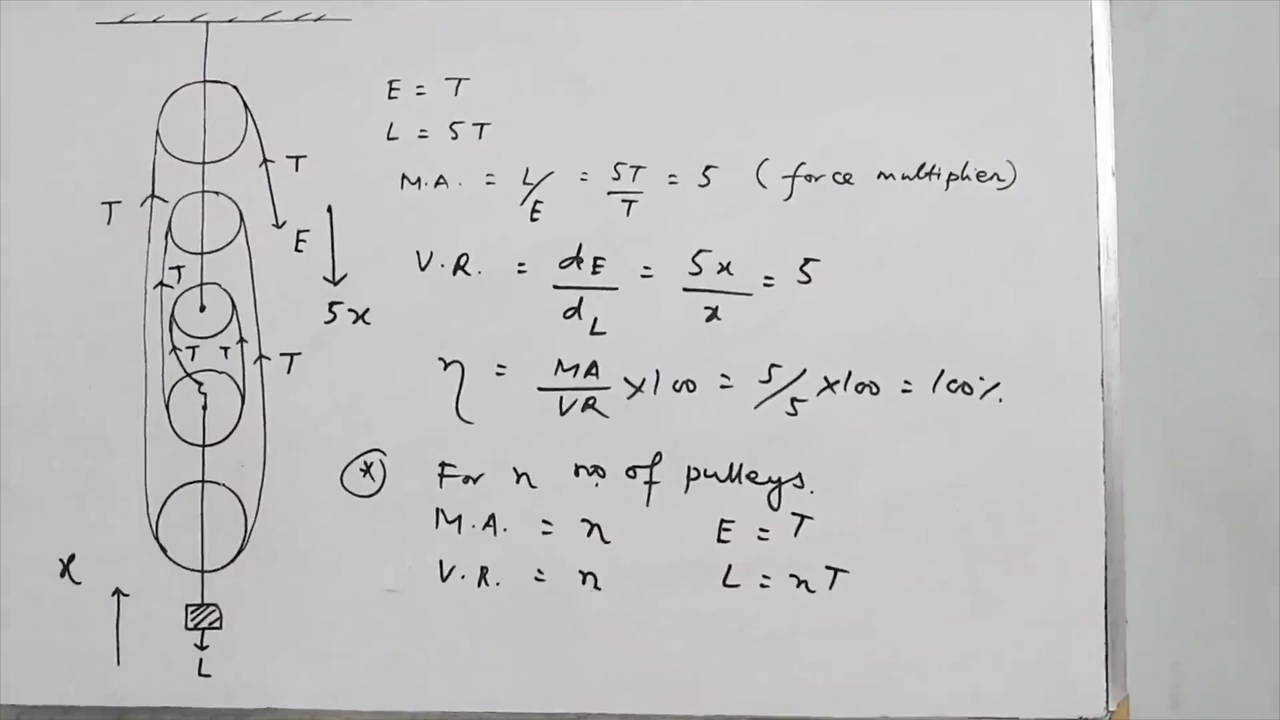 E = T
L = 5T
M.A. = L/E = 5T/T = 5 (force multiplier)
V.R. = dE/dL = 5x/x = 5
η = MA/VR × 100 = 5/5 × 100 = 100%.
* For n no. of pulleys.
M.A. = n E = T
V.R. = n L = nT
T
T
E
5x
T
T T
T
x
L